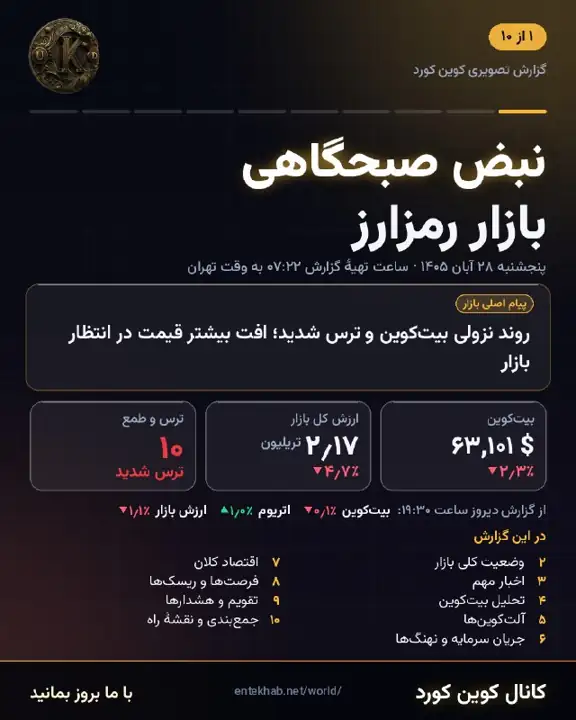 ۱ از ۱۰
گزارش تصویری کوین کورد
نبض صبحگاهی
بازار رمزارز
پنجشنبه ۲۸ آبان ۱۴۰۵ · ساعت تهیهٔ گزارش ۰۷:۲۲ به وقت تهران
پیام اصلی بازار
روند نزولی بیت‌کوین و ترس شدید؛ افت بیشتر قیمت در انتظار
بازار
بیت‌کوین
$ ۶۳,۱۰۱
۲٫۳٪ ▼
ارزش کل بازار
۲٫۱۷ تریلیون
۴٫۷٪ ▼
ترس و طمع
۱۰
ترس شدید
از گزارش دیروز ساعت ۱۹:۳۰: بیت‌کوین ۰٫۱٪ ▼ اتریوم ۱٫۰٪ ▲ ارزش بازار ۱٫۱٪ ▼
در این گزارش
۲ وضعیت کلی بازار
۳ اخبار مهم
۴ تحلیل بیت‌کوین
۵ آلت‌کوین‌ها
۶ جریان سرمایه و نهنگ‌ها
۷ اقتصاد کلان
۸ فرصت‌ها و ریسک‌ها
۹ تقویم و هشدارها
۱۰ جمع‌بندی و نقشهٔ راه
کانال کوین کورد
entekhab.net/world/
با ما بروز بمانید